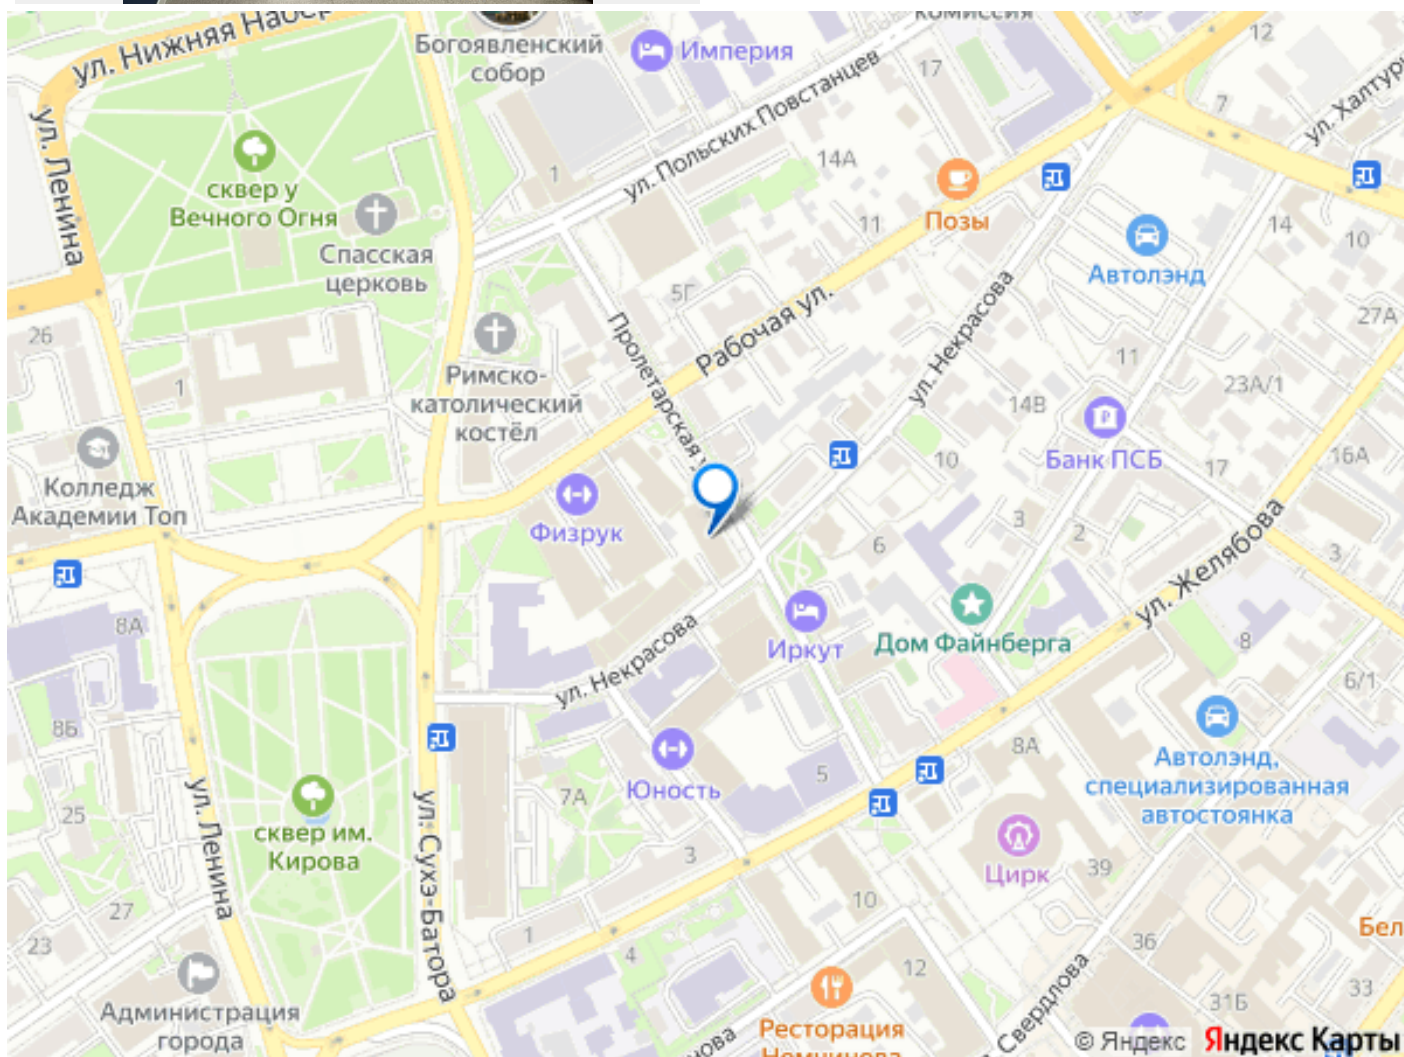 комиссия
ул. Нижняя Набер
Богоявленский
собор
Империя
17
12
ул. Польских Повстанцев
7
ул. Халтур
ул. Ленина
сквер у
Вечного Огня
1
14А
Позы
11
14
10
Спасская
церковь
Автолэнд
5Г
27А
26
Пролетарская у
Рабочая ул.
ул. Некрасова
11
1
Римско-
католический
костёл
14В
23А/1
Банк ПСБ
Колледж
Академии Топ
10
17
16А
Физрук
3
2
6
3
ул. Желябова
8А
Иркут
Дом Файнберга
8
ул. Некрасова
6/1
8Б
8А
Юность
5
7А
Автолэнд,
специализированная
автостоянка
25
ул. Ленина
сквер им.
Кирова
ул. Сухэ-Батора
3
Цирк
39
27
10
23
1
4
12
36
Бел
Администрация
города
31Б
33
Ресторация
Немчинова
нова
Свердлова
© Яндекс Яндекс Карты